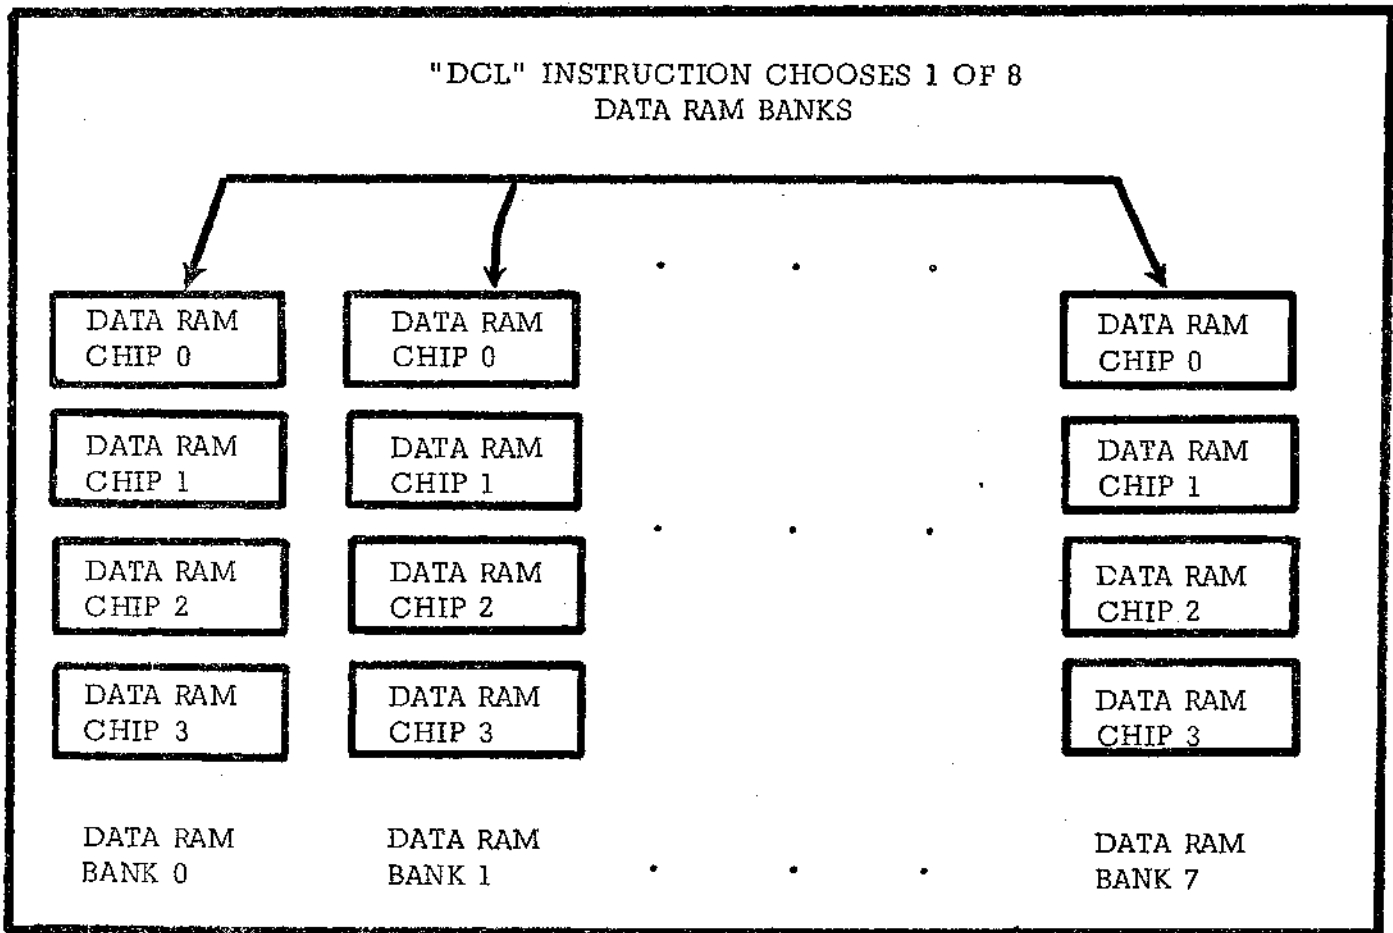 "DCL" INSTRUCTION CHOOSES 1 OF 8
DATA RAM BANKS
DATA RAM
CHIP 0
DATA RAM
CHIP 0
DATA RAM
CHIP 0
DATA RAM
CHIP 1
DATA RAM
CHIP 1
DATA RAM
CHIP 1
DATA RAM
CHIP 2
DATA RAM
CHIP 2
DATA RAM
CHIP 2
DATA RAM
CHIP 3
DATA RAM
CHIP 3
DATA RAM
CHIP 3
DATA RAM
BANK 0
DATA RAM
BANK 1
DATA RAM
BANK 7